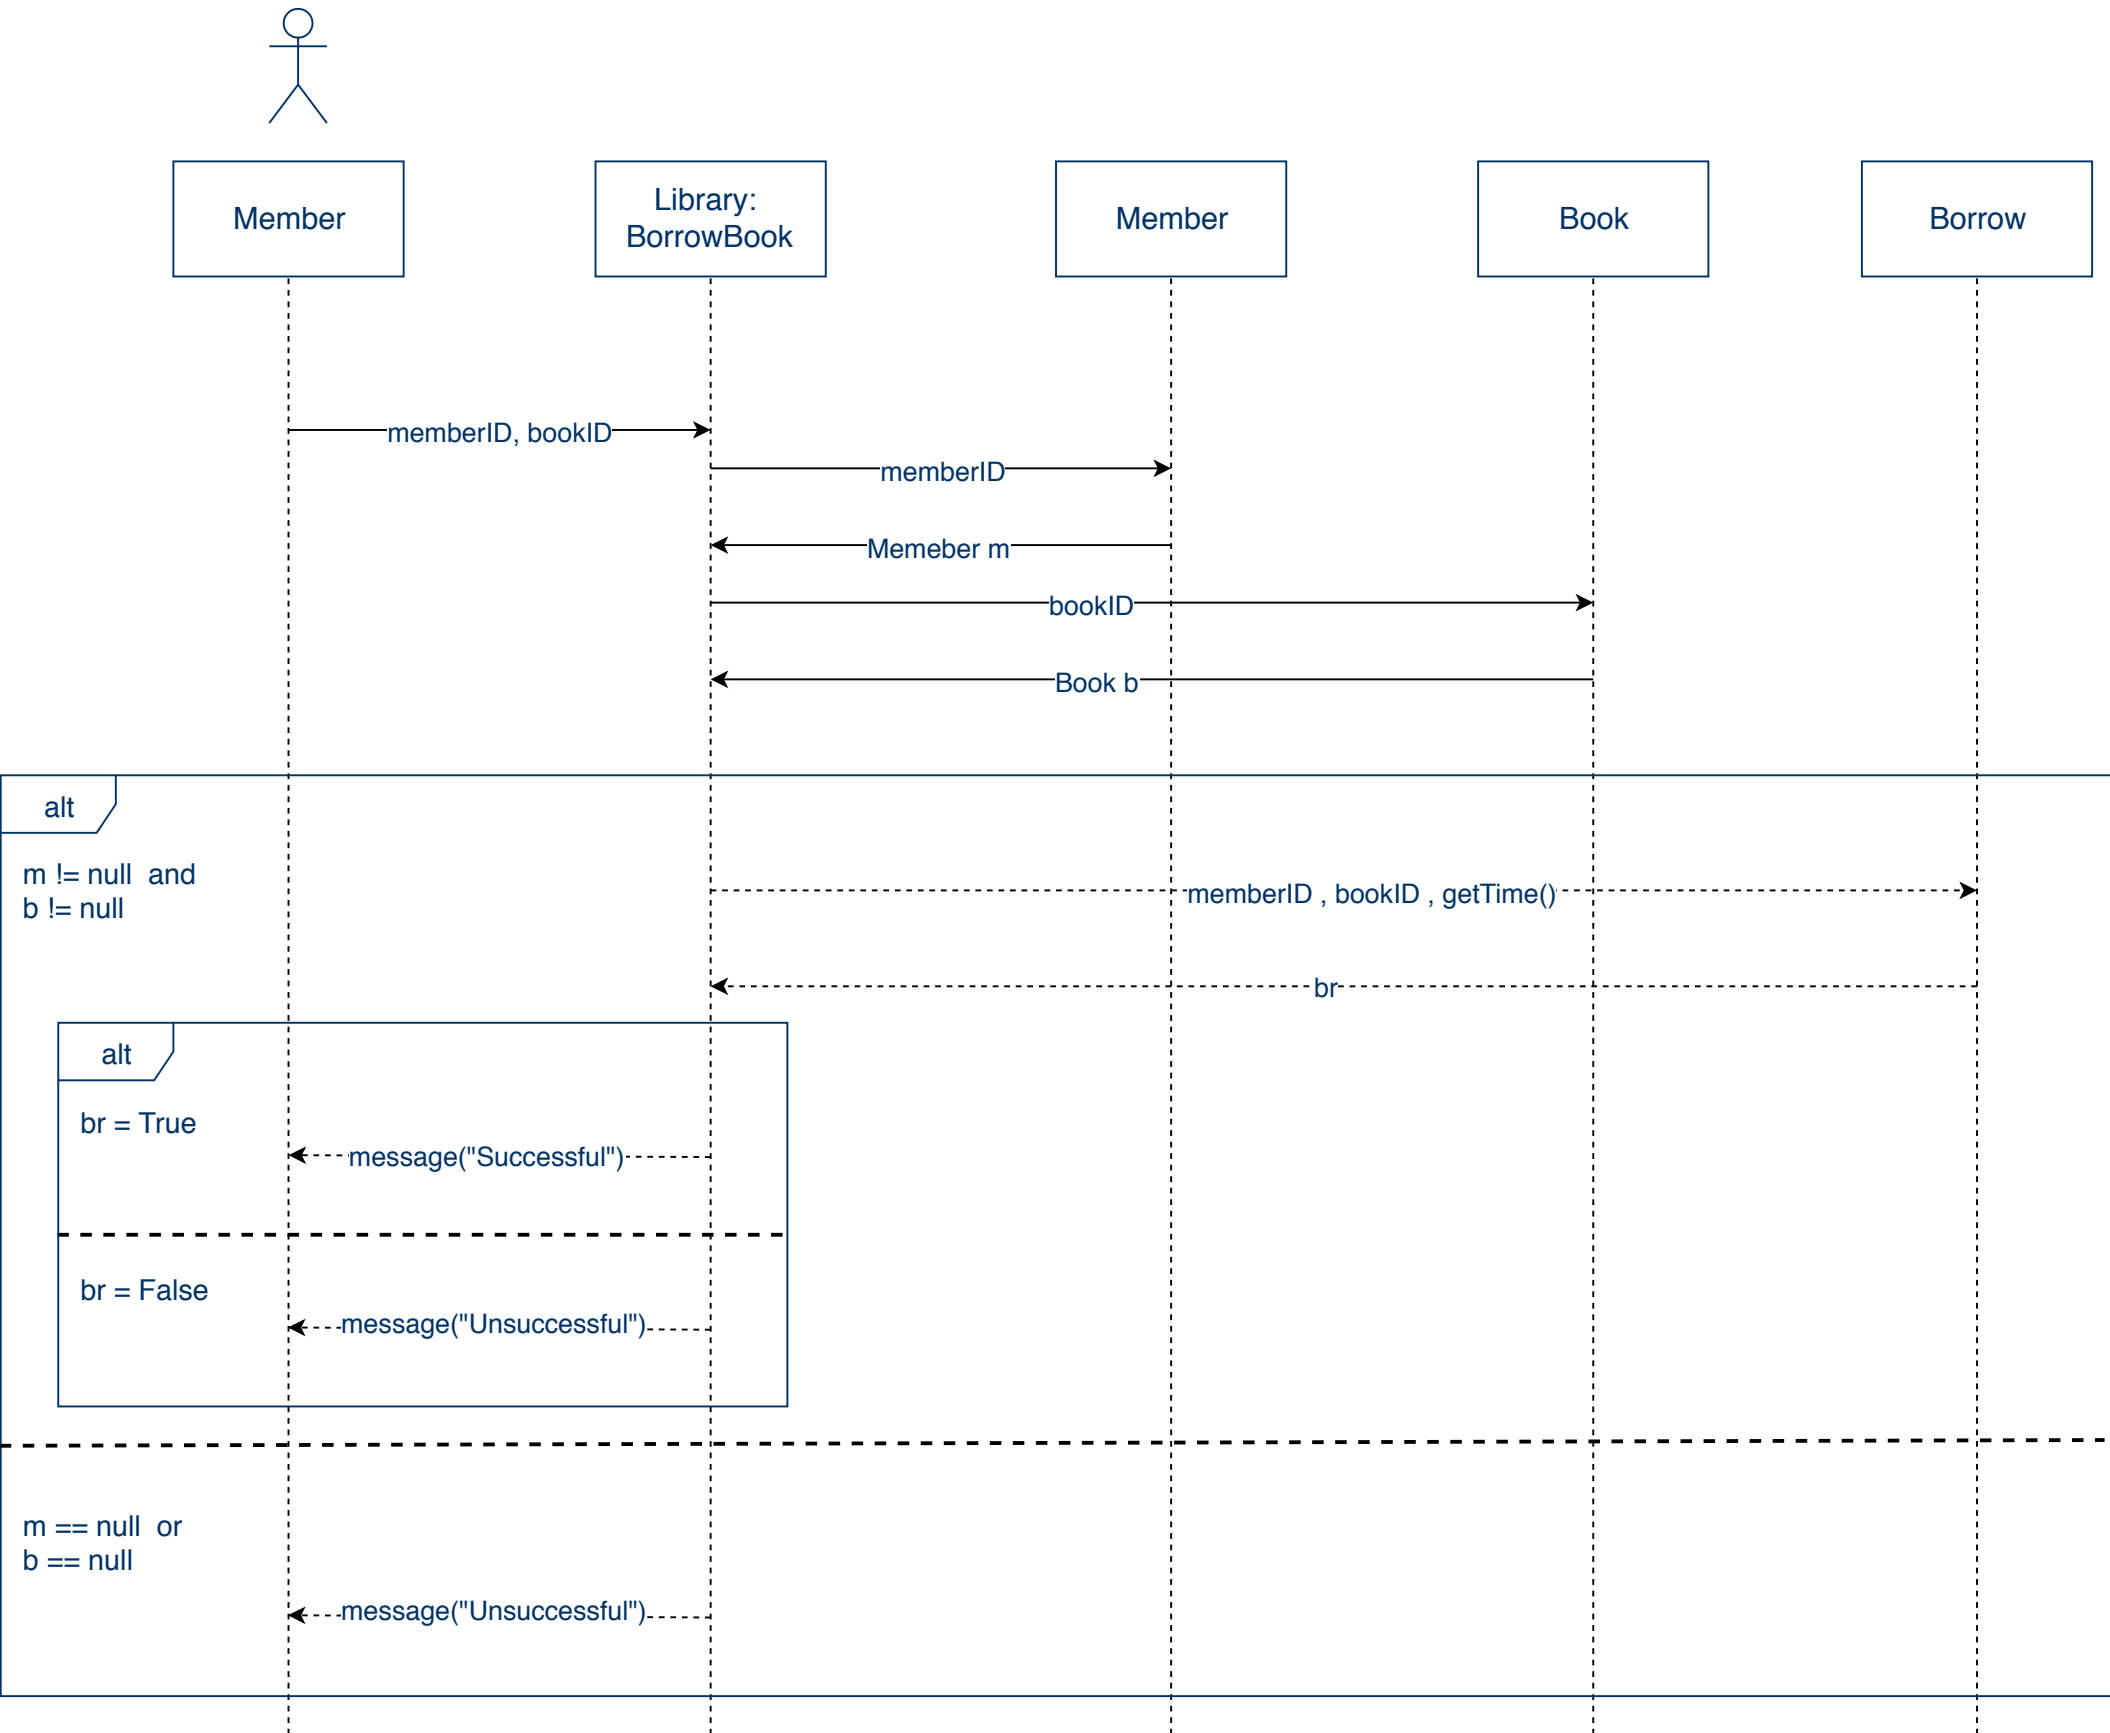 Member
Library:
BorrowBook
Member
Book
Borrow
memberID, bookID
memberID
Memeber m
bookID
Book b
alt
m != null  and
b != null
memberID , bookID , getTime()
br
alt
br = True
message("Successful")
br = False
message("Unsuccessful")
m == null  or
b == null
message("Unsuccessful")